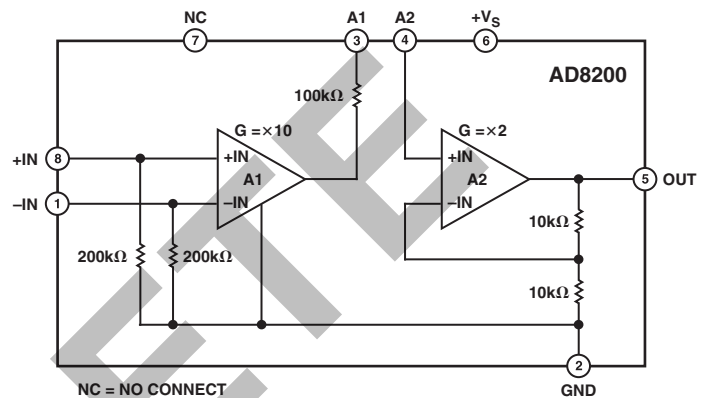 NC
A1
A2
+VS
7
3
4
6
AD8200
100kΩ
G = ×10
G = ×2
+IN
8
+IN
A1
+IN
A2
5
OUT
–IN
1
–IN
–IN
10kΩ
200kΩ
200kΩ
10kΩ
2
NC = NO CONNECT
GND
ETE